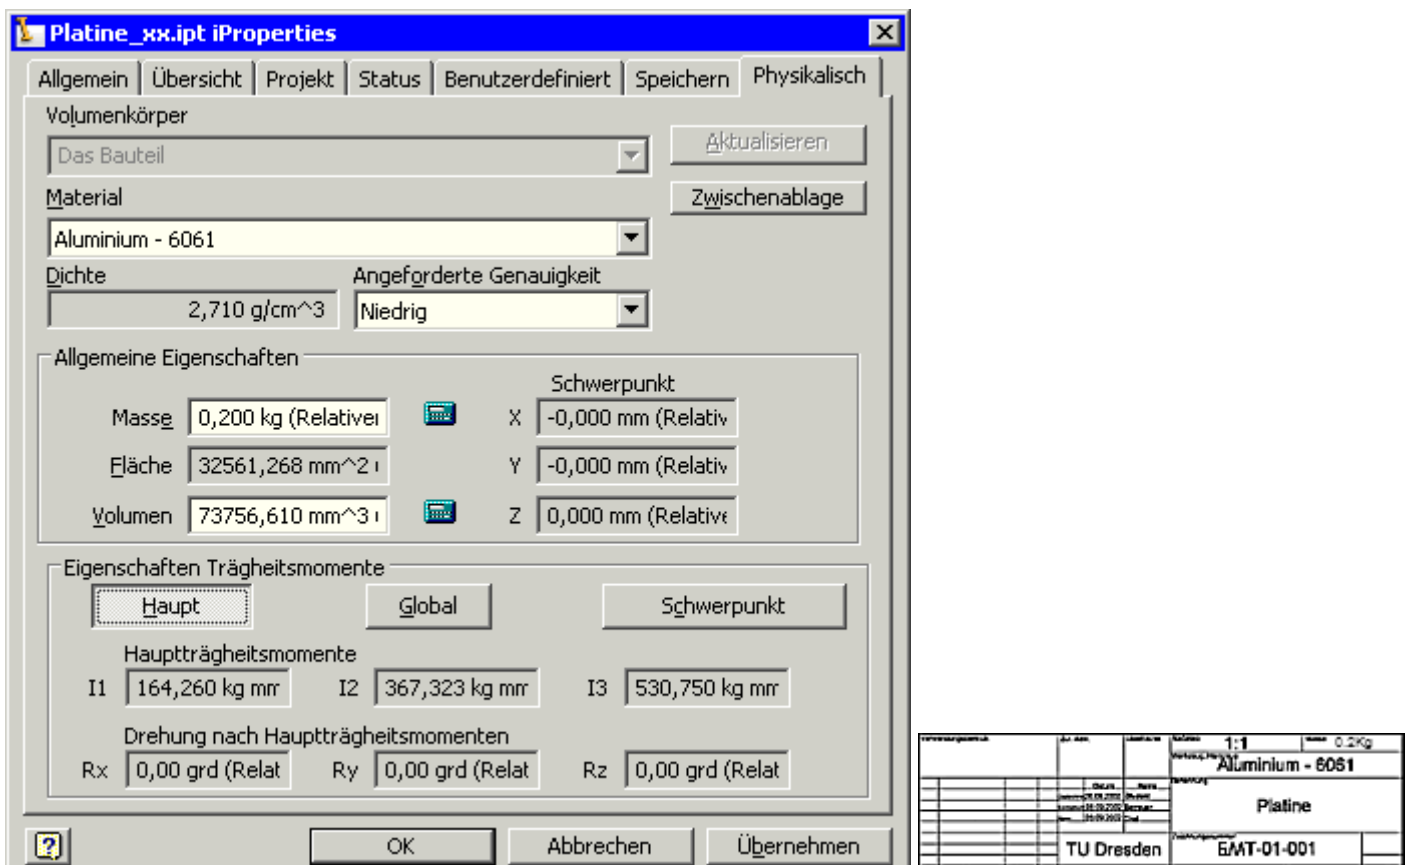 Platine_xx.ipt iProperties
Allgemein Übersicht Projekt Status Benutzerdefiniert Speichern Physikalisch
Volumenkörper
Das Bauteil
Aktualisieren
Material
Zwischenablage
Aluminium - 6061
Dichte Angeforderte Genauigkeit
2,710 g/cm^3 Niedrig
Allgemeine Eigenschaften
Schwerpunkt
Masse 0,200 kg (Relativer X -0,000 mm (Relativ
Fläche 32561,268 mm^2 Y -0,000 mm (Relativ
Volumen 73756,610 mm^3 Z 0,000 mm (Relative
Eigenschaften Trägheitsmomente
Haupt Global Schwerpunkt
Hauptträgheitsmomente
I1 164,260 kg mm I2 367,323 kg mm I3 530,750 kg mm
Drehung nach Hauptträgheitsmomenten
Rx 0,00 grd (Relat Ry 0,00 grd (Relat Rz 0,00 grd (Relat
OK Abbrechen Übernehmen
1:1 0.2Kg
Aluminium - 6061
Datum Name
Platine
TU Dresden EMT-01-001